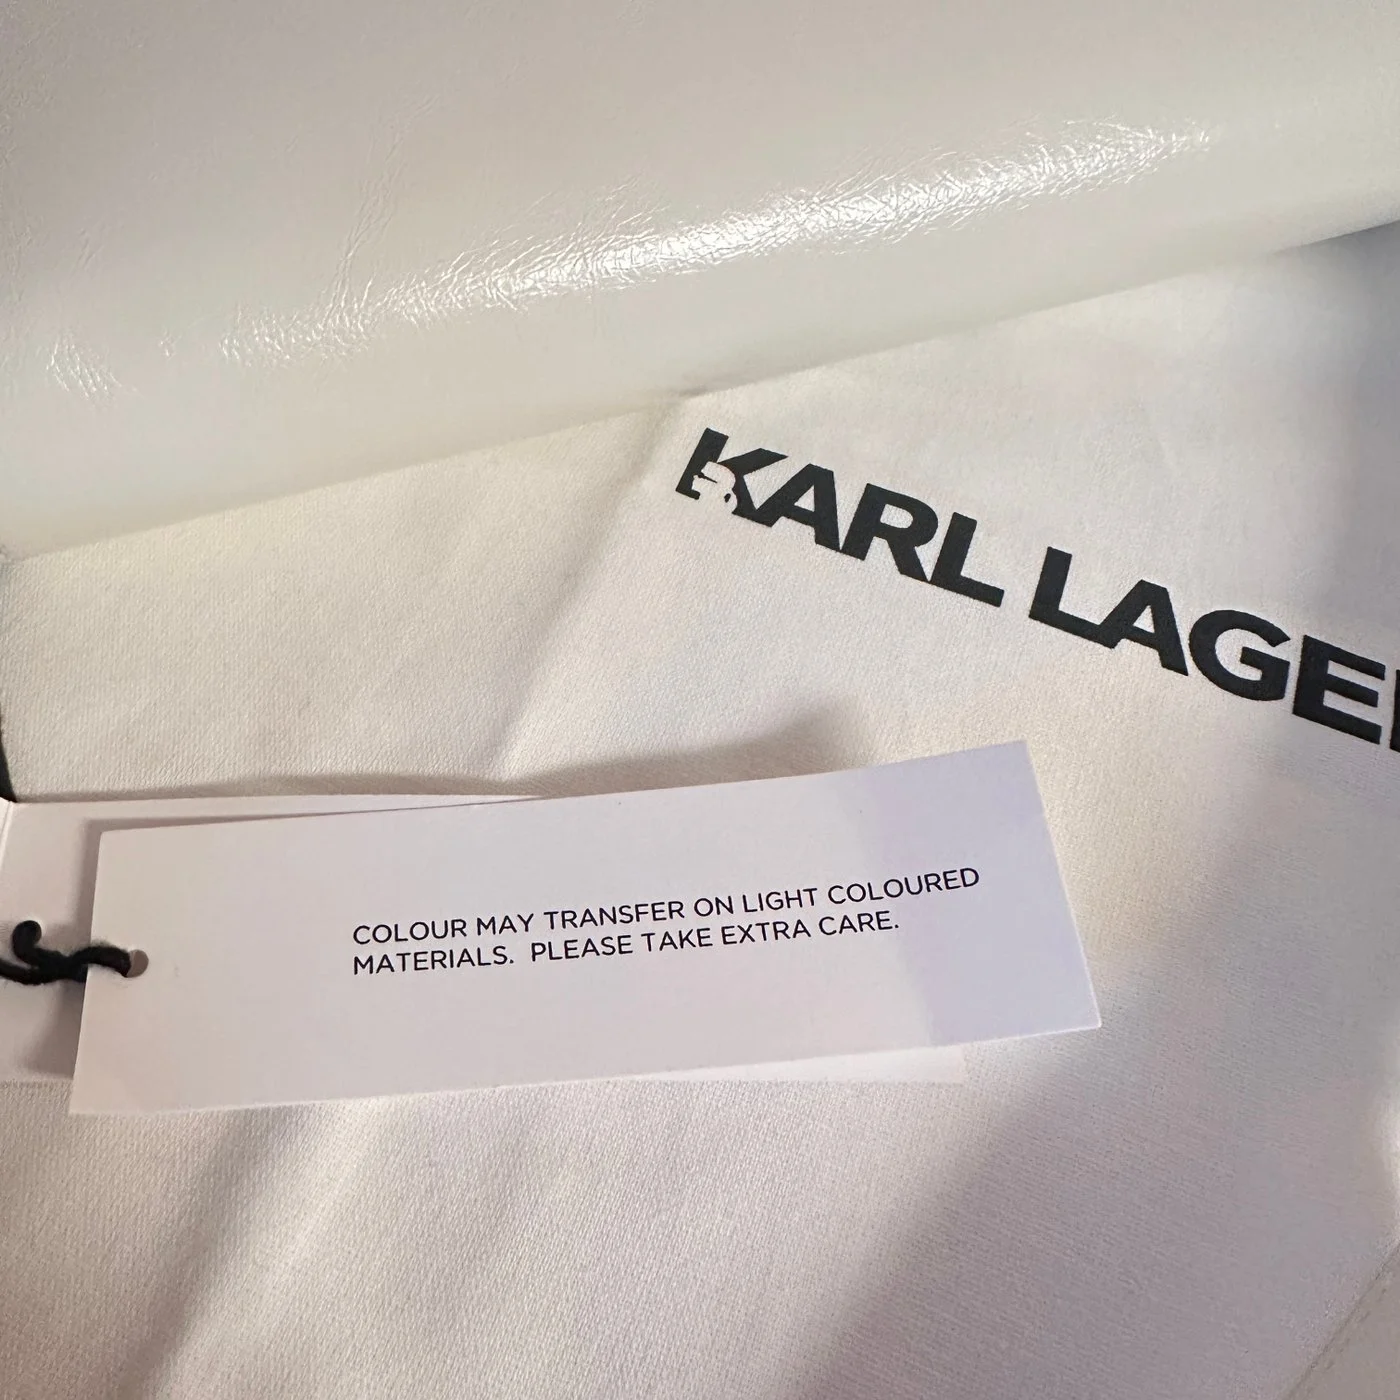 KARL LAGE
COLOUR MAY TRANSFER ON LIGHT COLOURED
MATERIALS. PLEASE TAKE EXTRA CARE.